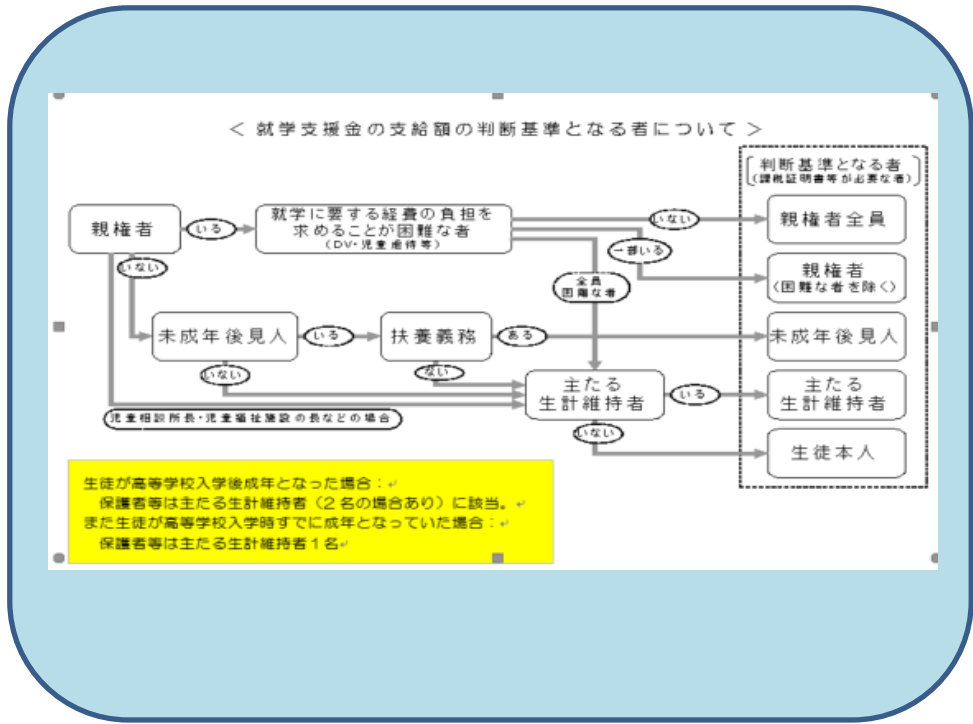 ＜ 就学支援金の支給額の判断基準となる者について ＞
判断基準となる者
（課税証明書等が必要な者）
親権者
いる
就学に要する経費の負担を
求めることが困難な者
（DV・児童虐待等）
いない
親権者全員
一部いる
親権者
（困難な者を除く）
全員
困難な者
いない
未成年後見人
いる
扶養義務
ある
未成年後見人
いない
ない
主たる
生計維持者
いる
主たる
生計維持者
児童相談所長・児童福祉施設の長などの場合
いない
生徒本人
生徒が高等学校入学後成年となった場合：
保護者等は主たる生計維持者（２名の場合あり）に該当。
また生徒が高等学校入学時すでに成年となっていた場合：
保護者等は主たる生計維持者１名